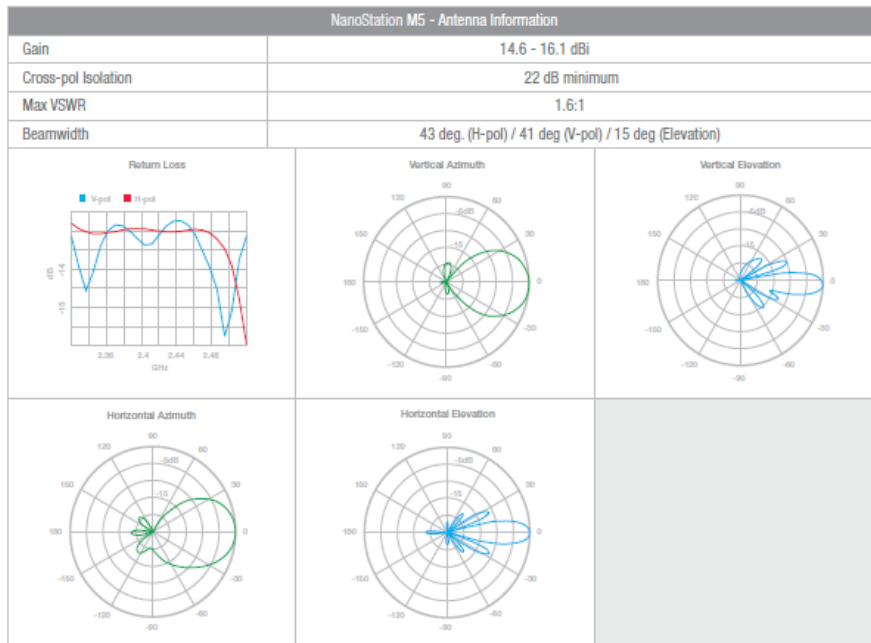 NanoStation M5 - Antenna Information
Gain 14.6 - 16.1 dBi
Cross-pol Isolation 22 dB minimum
Max VSWR 1.6:1
Beamwidth 43 deg. (H-pol) / 41 deg (V-pol) / 15 deg (Elevation)
Return Loss
V-pol H-pol
dB
-14
-15
2.36 2.4 2.44 2.48
GHz
Vertical Azimuth
90
120 60
-5dB
150 30
-15
180 0
-150 -30
-120 -60
-90
Vertical Elevation
90
120 60
-5dB
150 30
-15
180 0
-150 -30
-120 -60
-90
Horizontal Azimuth
90
120 60
-5dB
150 30
-15
180 0
-150 -30
-120 -60
-90
Horizontal Elevation
90
120 60
-5dB
150 30
-15
180 0
-150 -30
-120 -60
-90